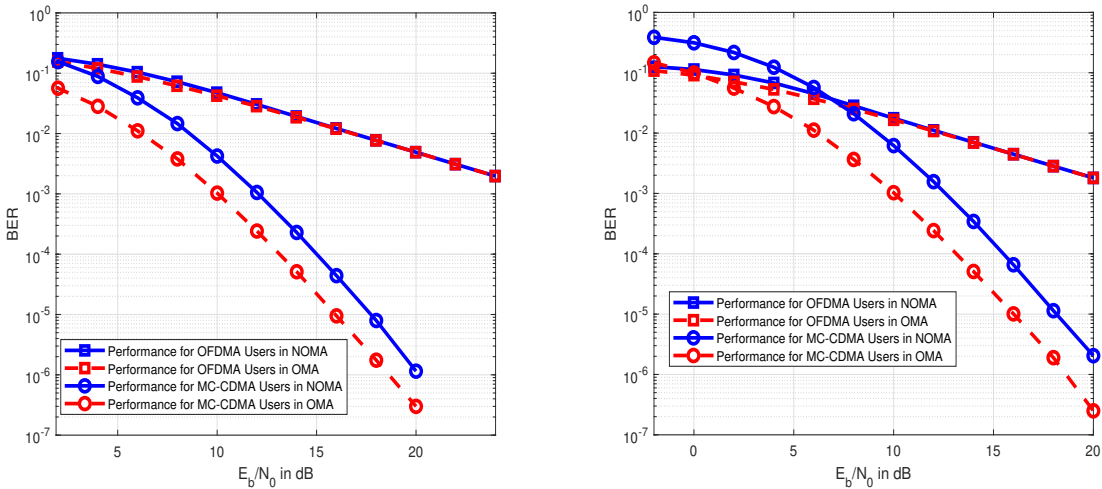 10^0
10^-1
10^-2
10^-3
10^-4
10^-5
10^-6
10^-7
BER
5
10
15
20
E_b/N_0 in dB
Performance for OFDMA Users in NOMA
Performance for OFDMA Users in OMA
Performance for MC-CDMA Users in NOMA
Performance for MC-CDMA Users in OMA
10^0
10^-1
10^-2
10^-3
10^-4
10^-5
10^-6
10^-7
BER
0
5
10
15
20
E_b/N_0 in dB
Performance for OFDMA Users in NOMA
Performance for OFDMA Users in OMA
Performance for MC-CDMA Users in NOMA
Performance for MC-CDMA Users in OMA